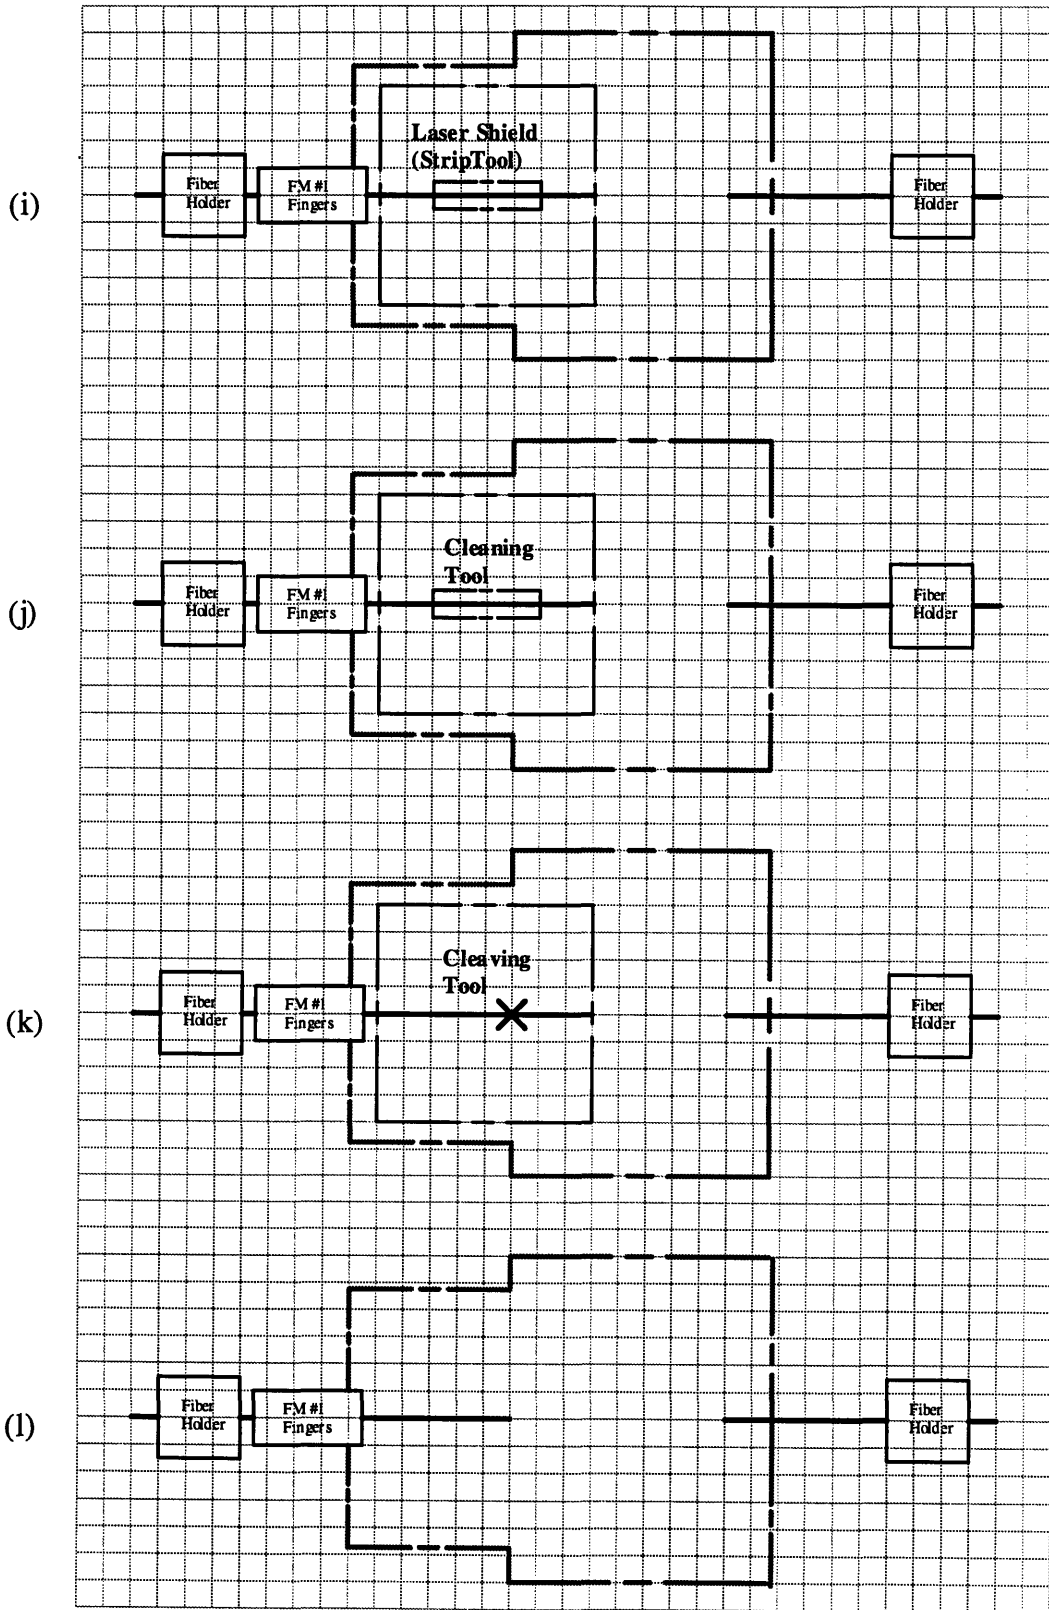 Laser Shield
(StripTool)
(i)
Fiber
Holder
FM #1
Fingers
Fiber
Holder
Cleaning
Tool
(j)
Fiber
Holder
FM #1
Fingers
Fiber
Holder
Cleaving
Tool
(k)
Fiber
Holder
FM #1
Fingers
Fiber
Holder
(l)
Fiber
Holder
FM #1
Fingers
Fiber
Holder